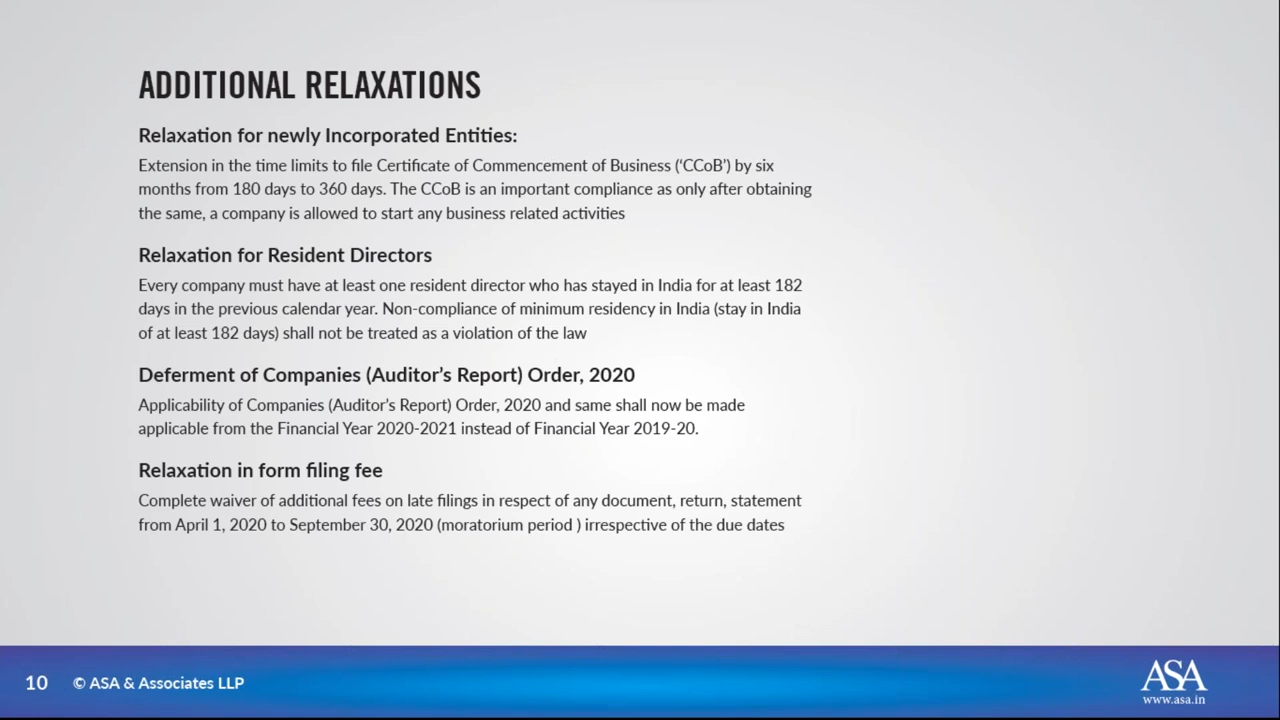 ADDITIONAL RELAXATIONS
Relaxation for newly Incorporated Entities:
Extension in the time limits to file Certificate of Commencement of Business (‘CCoB’) by six
months from 180 days to 360 days. The CCoB is an important compliance as only after obtaining
the same, a company is allowed to start any business related activities
Relaxation for Resident Directors
Every company must have at least one resident director who has stayed in India for at least 182
days in the previous calendar year. Non-compliance of minimum residency in India (stay in India
of at least 182 days) shall not be treated as a violation of the law
Deferment of Companies (Auditor’s Report) Order, 2020
Applicability of Companies (Auditor’s Report) Order, 2020 and same shall now be made
applicable from the Financial Year 2020-2021 instead of Financial Year 2019-20.
Relaxation in form filing fee
Complete waiver of additional fees on late filings in respect of any document, return, statement
from April 1, 2020 to September 30, 2020 (moratorium period ) irrespective of the due dates
10 © ASA & Associates LLP
ASA
www.asa.in